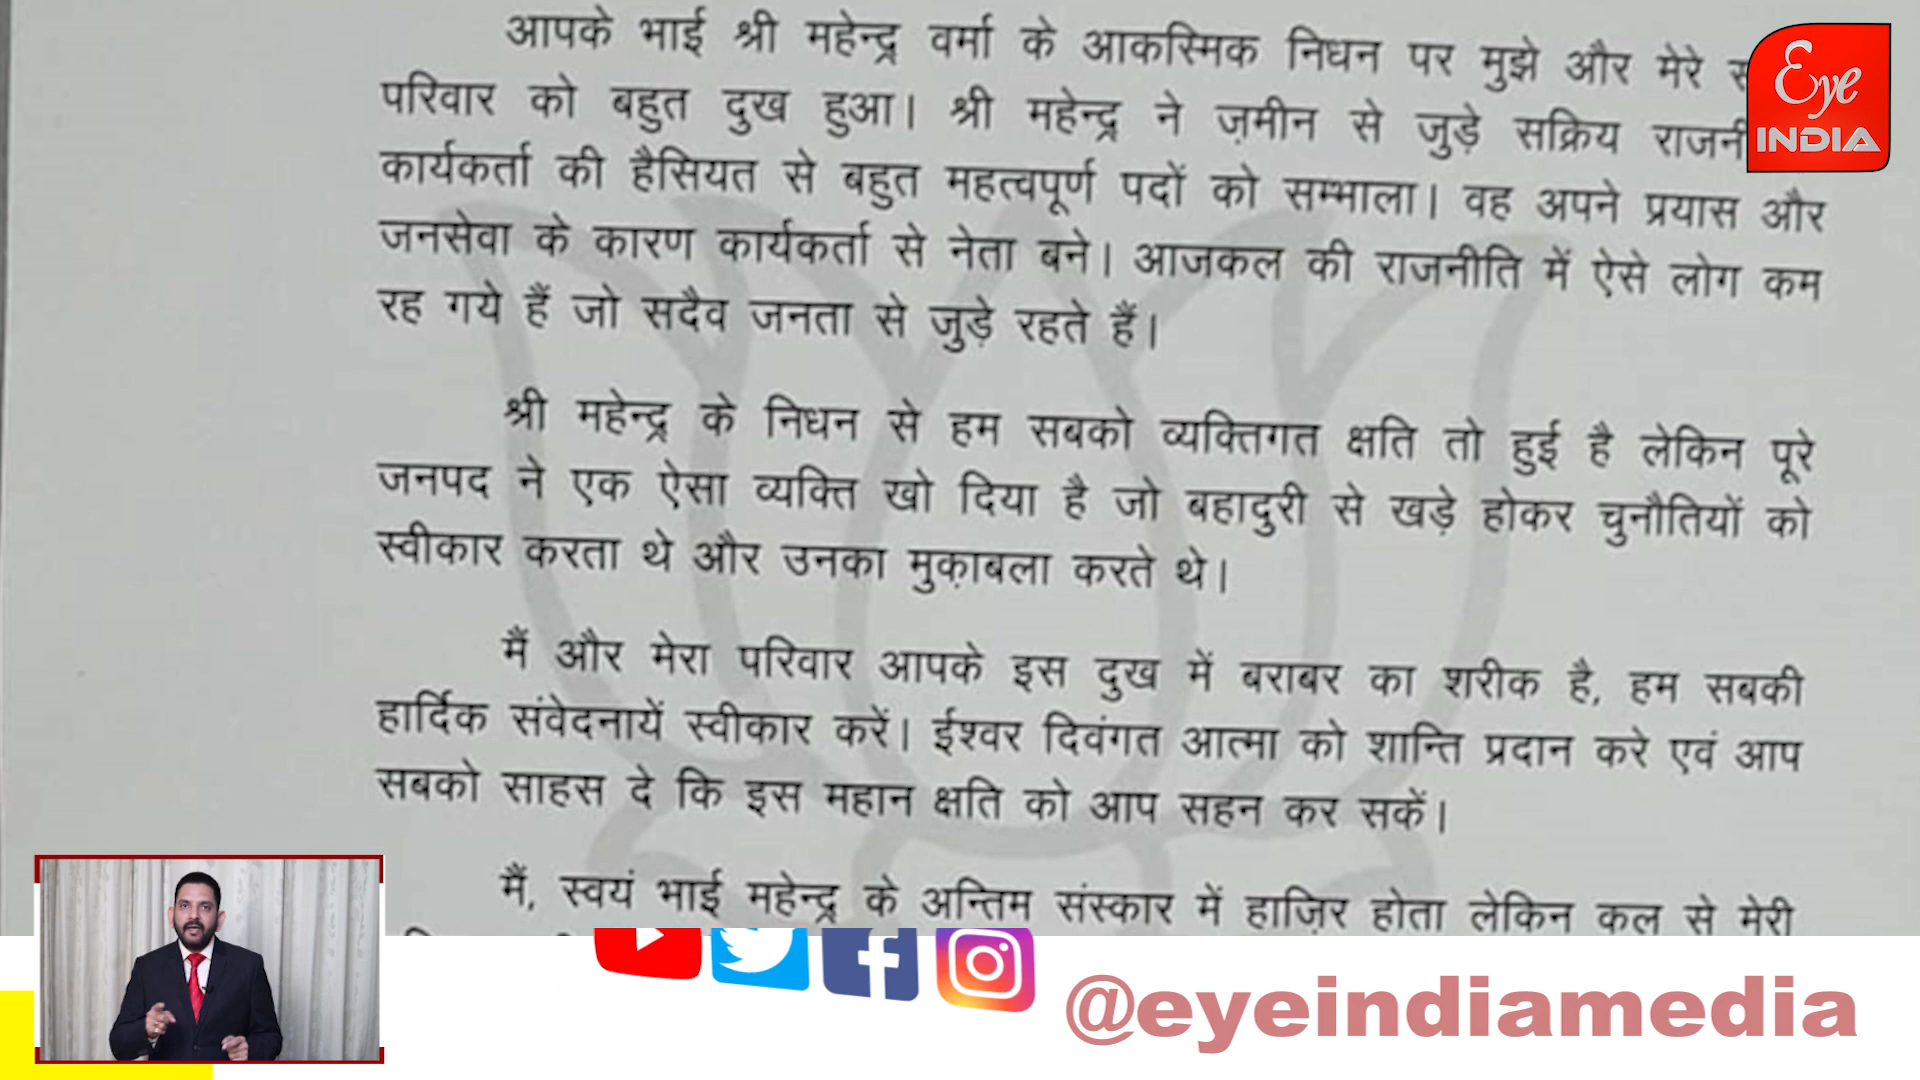 आपके भाई श्री महेन्द्र वर्मा के आकस्मिक निधन पर मुझे और मेरे
परिवार को बहुत दुख हुआ। श्री महेन्द्र ने ज़मीन से जुड़े सक्रिय
कार्यकर्ता की हैसियत से बहुत महत्वपूर्ण पदों को सम्भाला। वह अपने प्रयास और
जनसेवा के कारण कार्यकर्ता से नेता बने। आजकल की राजनीति में ऐसे लोग कम
रह गये हैं जो सदैव जनता से जुड़े रहते हैं।
श्री महेन्द्र के निधन से हम सबको व्यक्तिगत क्षति तो हुई है लेकिन पूरे
जनपद ने एक ऐसा व्यक्ति खो दिया है जो बहादुरी से खड़े होकर चुनौतियों को
स्वीकार करता थे और उनका मुक़ाबला करते थे।
मैं और मेरा परिवार आपके इस दुख में बराबर का शरीक है, हम सबकी
हार्दिक संवेदनायें स्वीकार करें। ईश्वर दिवंगत आत्मा को शान्ति प्रदान करे एवं आप
सबको साहस दे कि इस महान क्षति को आप सहन कर सकें।
मैं, स्वयं भाई महेन्द्र के अन्तिम संस्कार में हाज़िर होता लेकिन कल से मेरी
Eye
INDIA
@eyeindiamedia